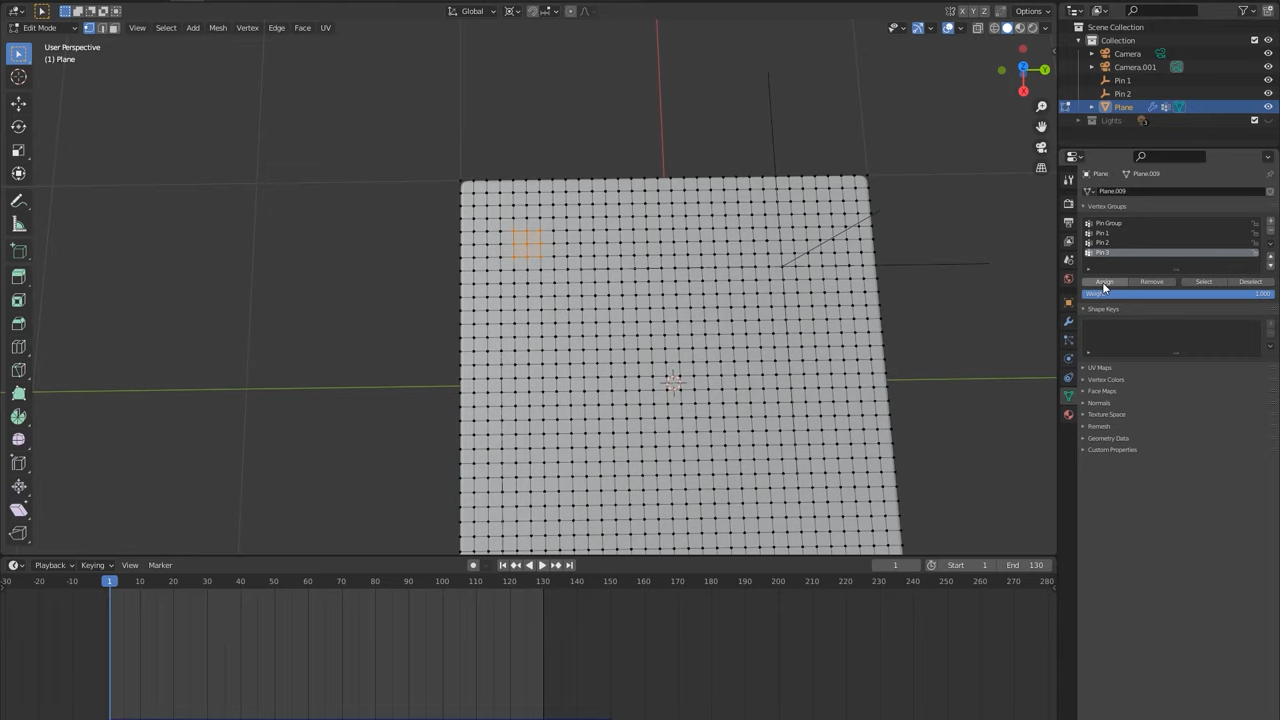 Global
Options
Edit Mode
View Select Add Mesh Vertex Edge Face UV
User Perspective
(1) Plane
X Y Z
Z
Y
X
Scene Collection
Collection
Camera
Camera.001
Pin 1
Pin 2
Plane
Lights
3
Plane
Plane.009
Plane.009
Vertex Groups
Pin Group
Pin 1
Pin 2
Pin 3
Assign Remove Select Deselect
Weight 1.000
Shape Keys
UV Maps
Vertex Colors
Face Maps
Normals
Texture Space
Remesh
Geometry Data
Custom Properties
Playback Keying View Marker
1
Start 1
End 130
-30 -20 -10 1 10 20 30 40 50 60 70 80 90 100 110 120 130 140 150 160 170 180 190 200 210 220 230 240 250 260 270 280